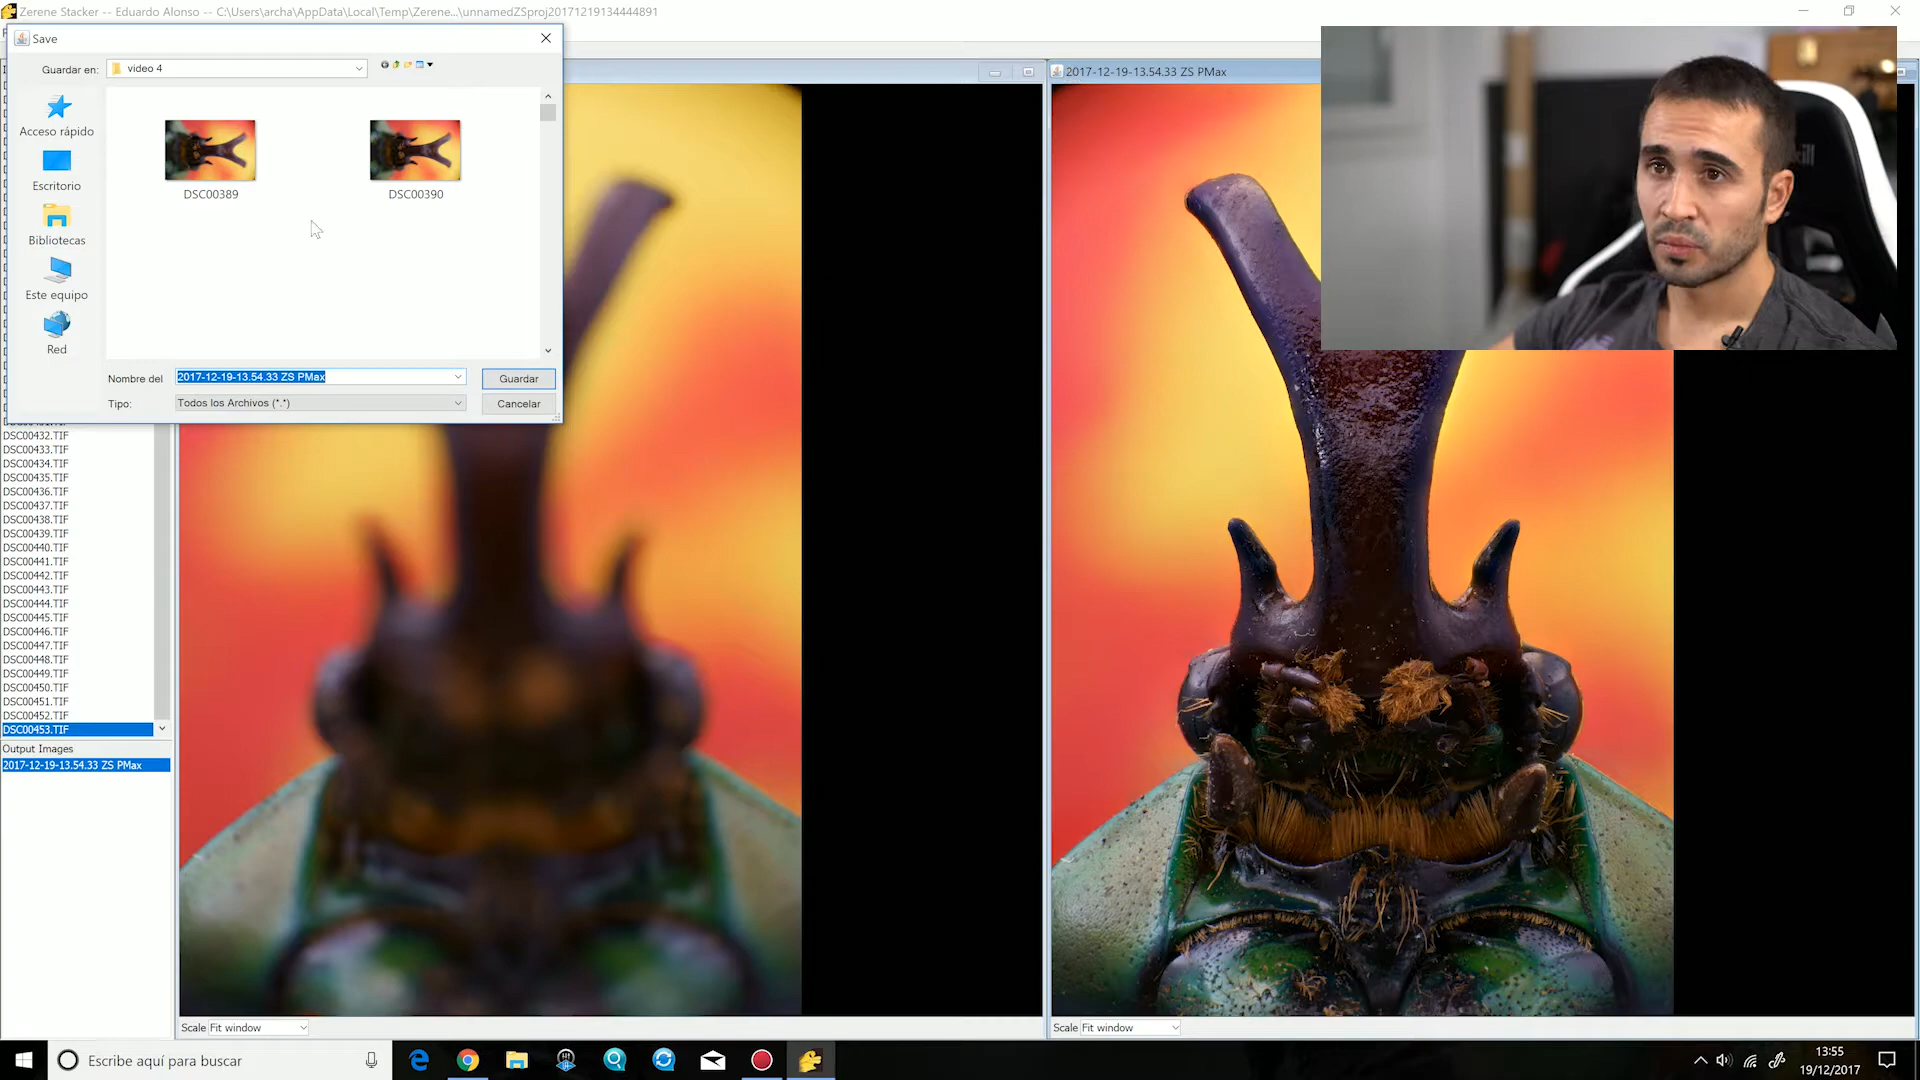 Zerene Stacker -- Eduardo Alonso -- C:\Users\archa\AppData\Local\Temp\Zerene...\unnamedZSproj20171219134444891
Save
Guardar en:
video 4
Acceso rápido
Escritorio
Bibliotecas
Este equipo
Red
DSC00389
DSC00390
Nombre del
2017-12-19-13.54.33 ZS PMax
Guardar
Tipo:
Todos los Archivos (*.*)
Cancelar
DSC00432.TIF
DSC00433.TIF
DSC00434.TIF
DSC00435.TIF
DSC00436.TIF
DSC00437.TIF
DSC00438.TIF
DSC00439.TIF
DSC00440.TIF
DSC00441.TIF
DSC00442.TIF
DSC00443.TIF
DSC00444.TIF
DSC00445.TIF
DSC00446.TIF
DSC00447.TIF
DSC00448.TIF
DSC00449.TIF
DSC00450.TIF
DSC00451.TIF
DSC00452.TIF
DSC00453.TIF
Output Images
2017-12-19-13.54.33 ZS PMax
2017-12-19-13.54.33 ZS PMax
Scale Fit window
Scale Fit window
Escribe aquí para buscar
13:55
19/12/2017